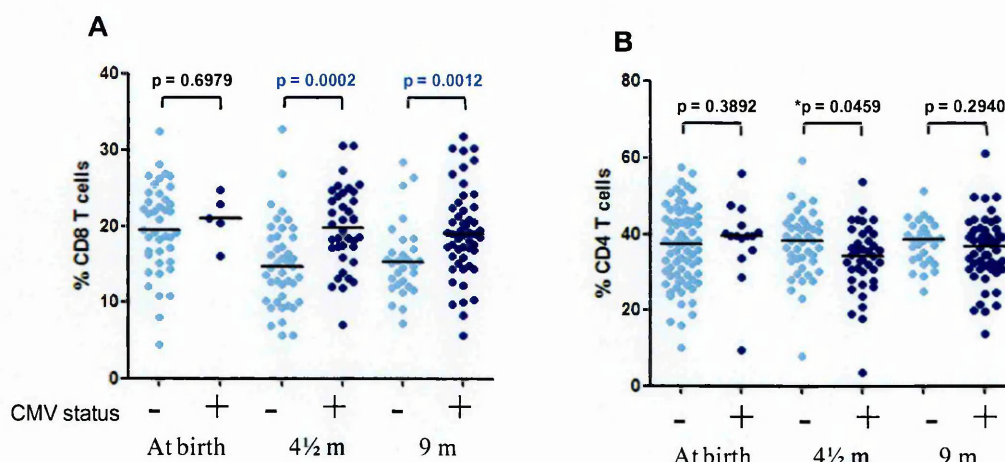 A
p = 0.6979
p = 0.0002
p = 0.0012
40
30
20
10
0
% CD8 T cells
CMV status
-
+
-
+
-
+
At birth
4½ m
9 m
B
p = 0.3892
*p = 0.0459
p = 0.2940
80
60
40
20
0
% CD4 T cells
-
+
-
+
-
+
At birth
4½ m
9 m